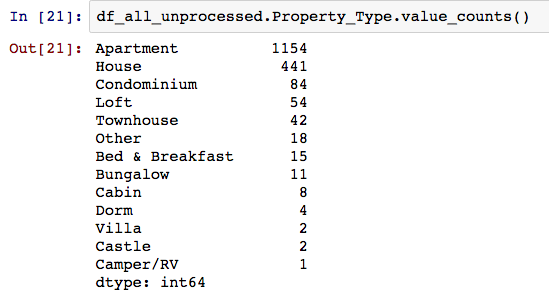 In [21]: df_all_unprocessed.Property_Type.value_counts()
Out[21]: Apartment 1154
House 441
Condominium 84
Loft 54
Townhouse 42
Other 18
Bed & Breakfast 15
Bungalow 11
Cabin 8
Dorm 4
Villa 2
Castle 2
Camper/RV 1
dtype: int64